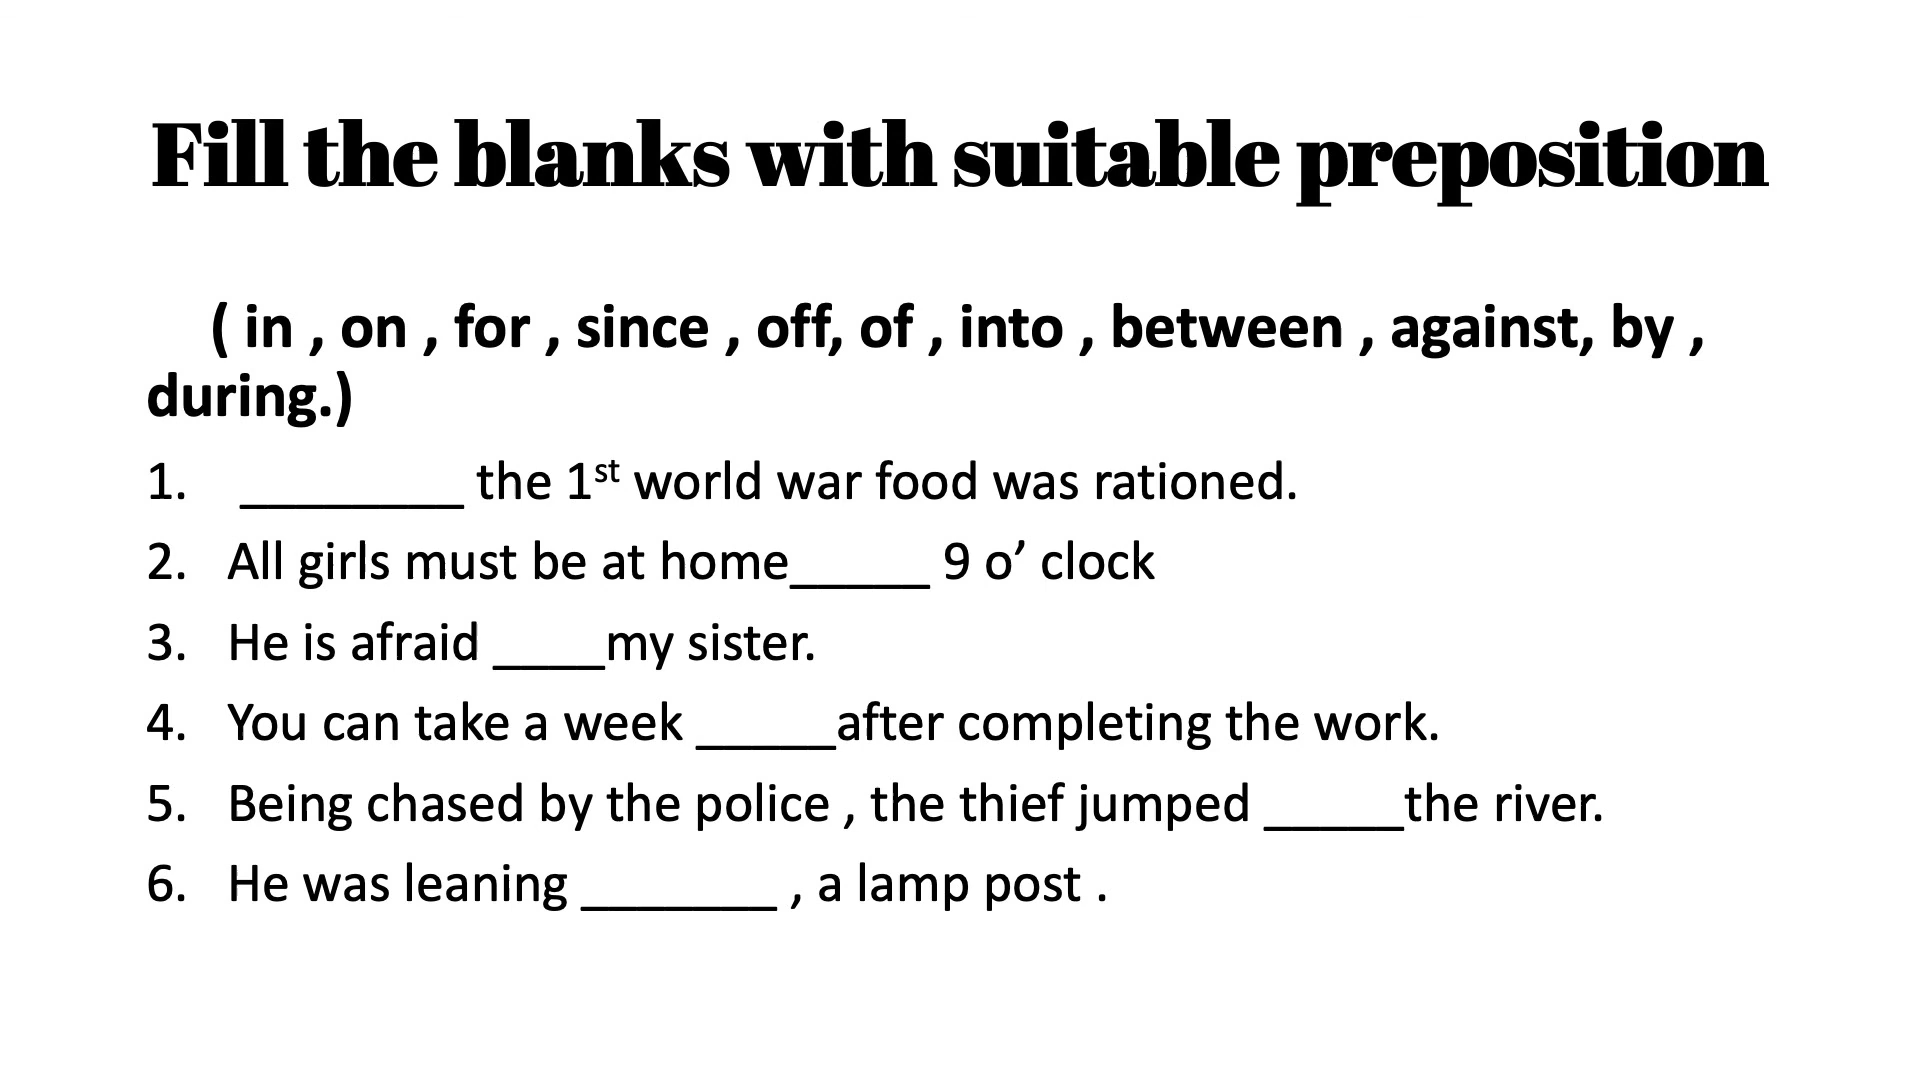 Fill the blanks with suitable preposition
( in , on , for , since , off, of , into , between , against, by ,
during.)
1. ________ the 1st world war food was rationed.
2. All girls must be at home_____ 9 o’ clock
3. He is afraid ____my sister.
4. You can take a week _____after completing the work.
5. Being chased by the police , the thief jumped _____the river.
6. He was leaning _______ , a lamp post .